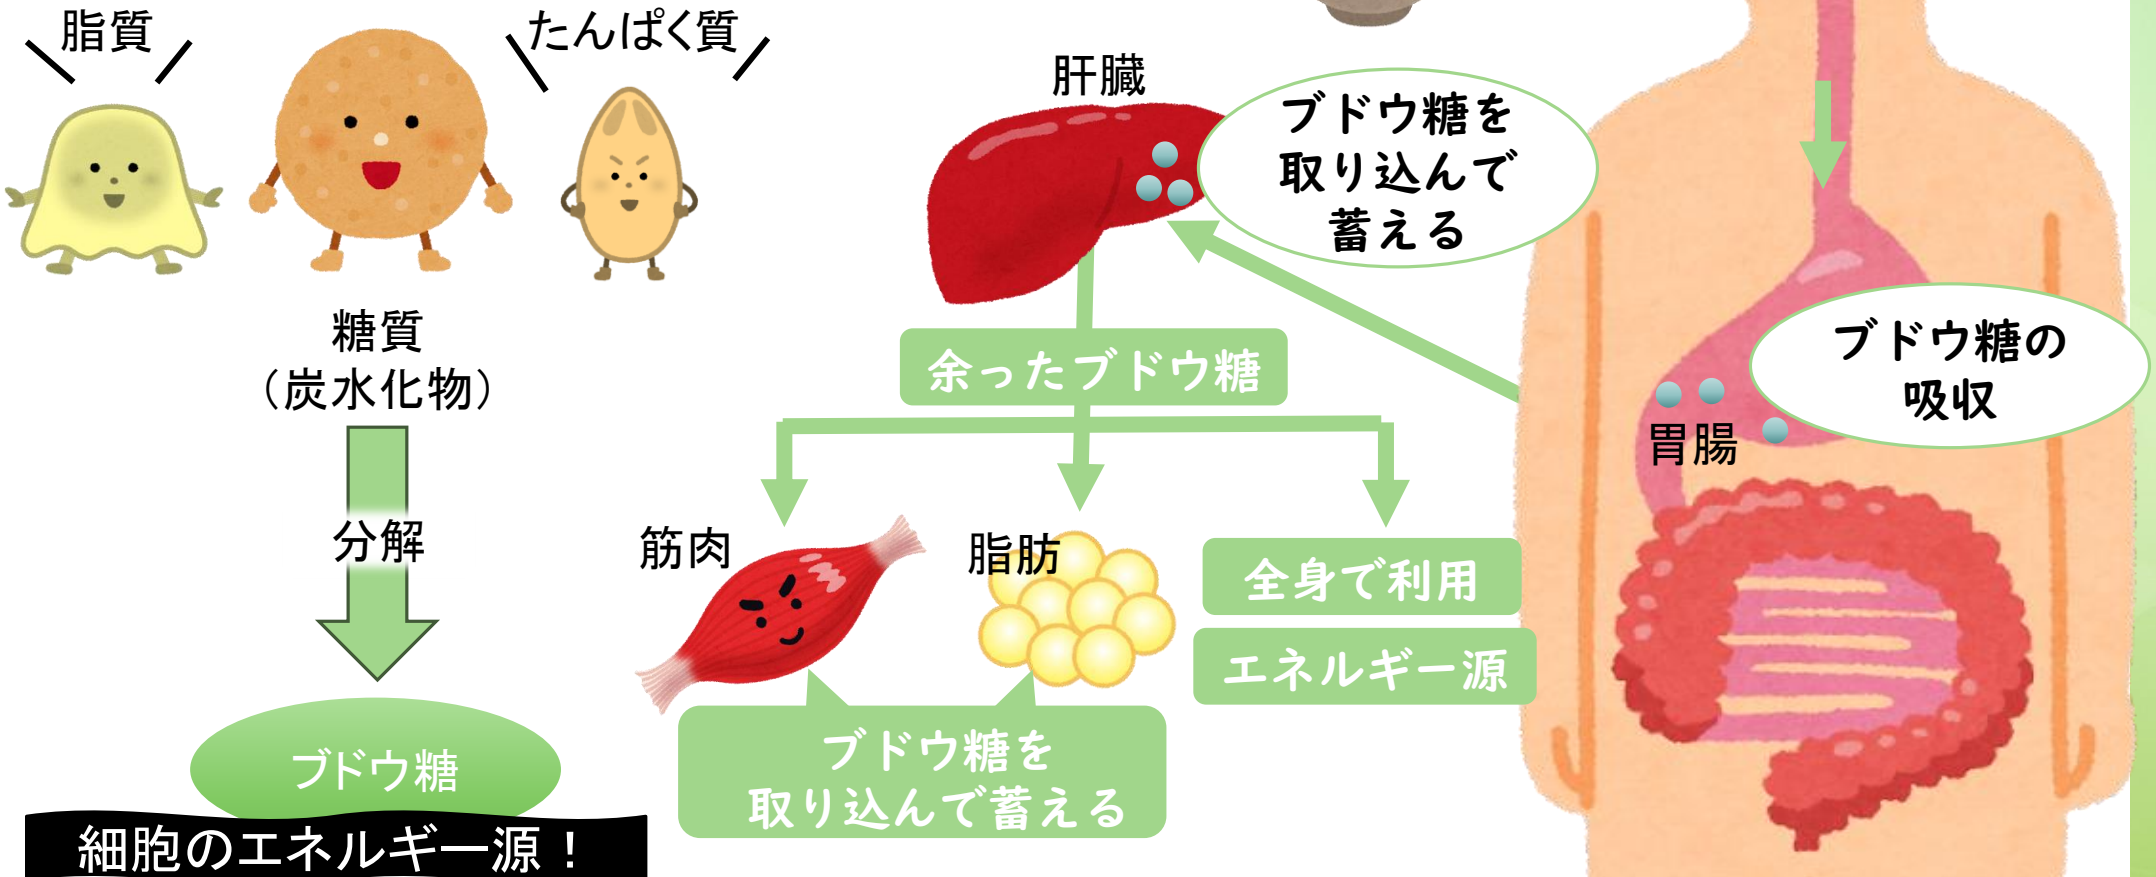 脂質
たんぱく質
糖質
（炭水化物）
分解
ブドウ糖
細胞のエネルギー源！
肝臓
ブドウ糖を
取り込んで
蓄える
余ったブドウ糖
筋肉
脂肪
全身で利用
エネルギー源
ブドウ糖を
取り込んで蓄える
ブドウ糖の
吸収
胃腸